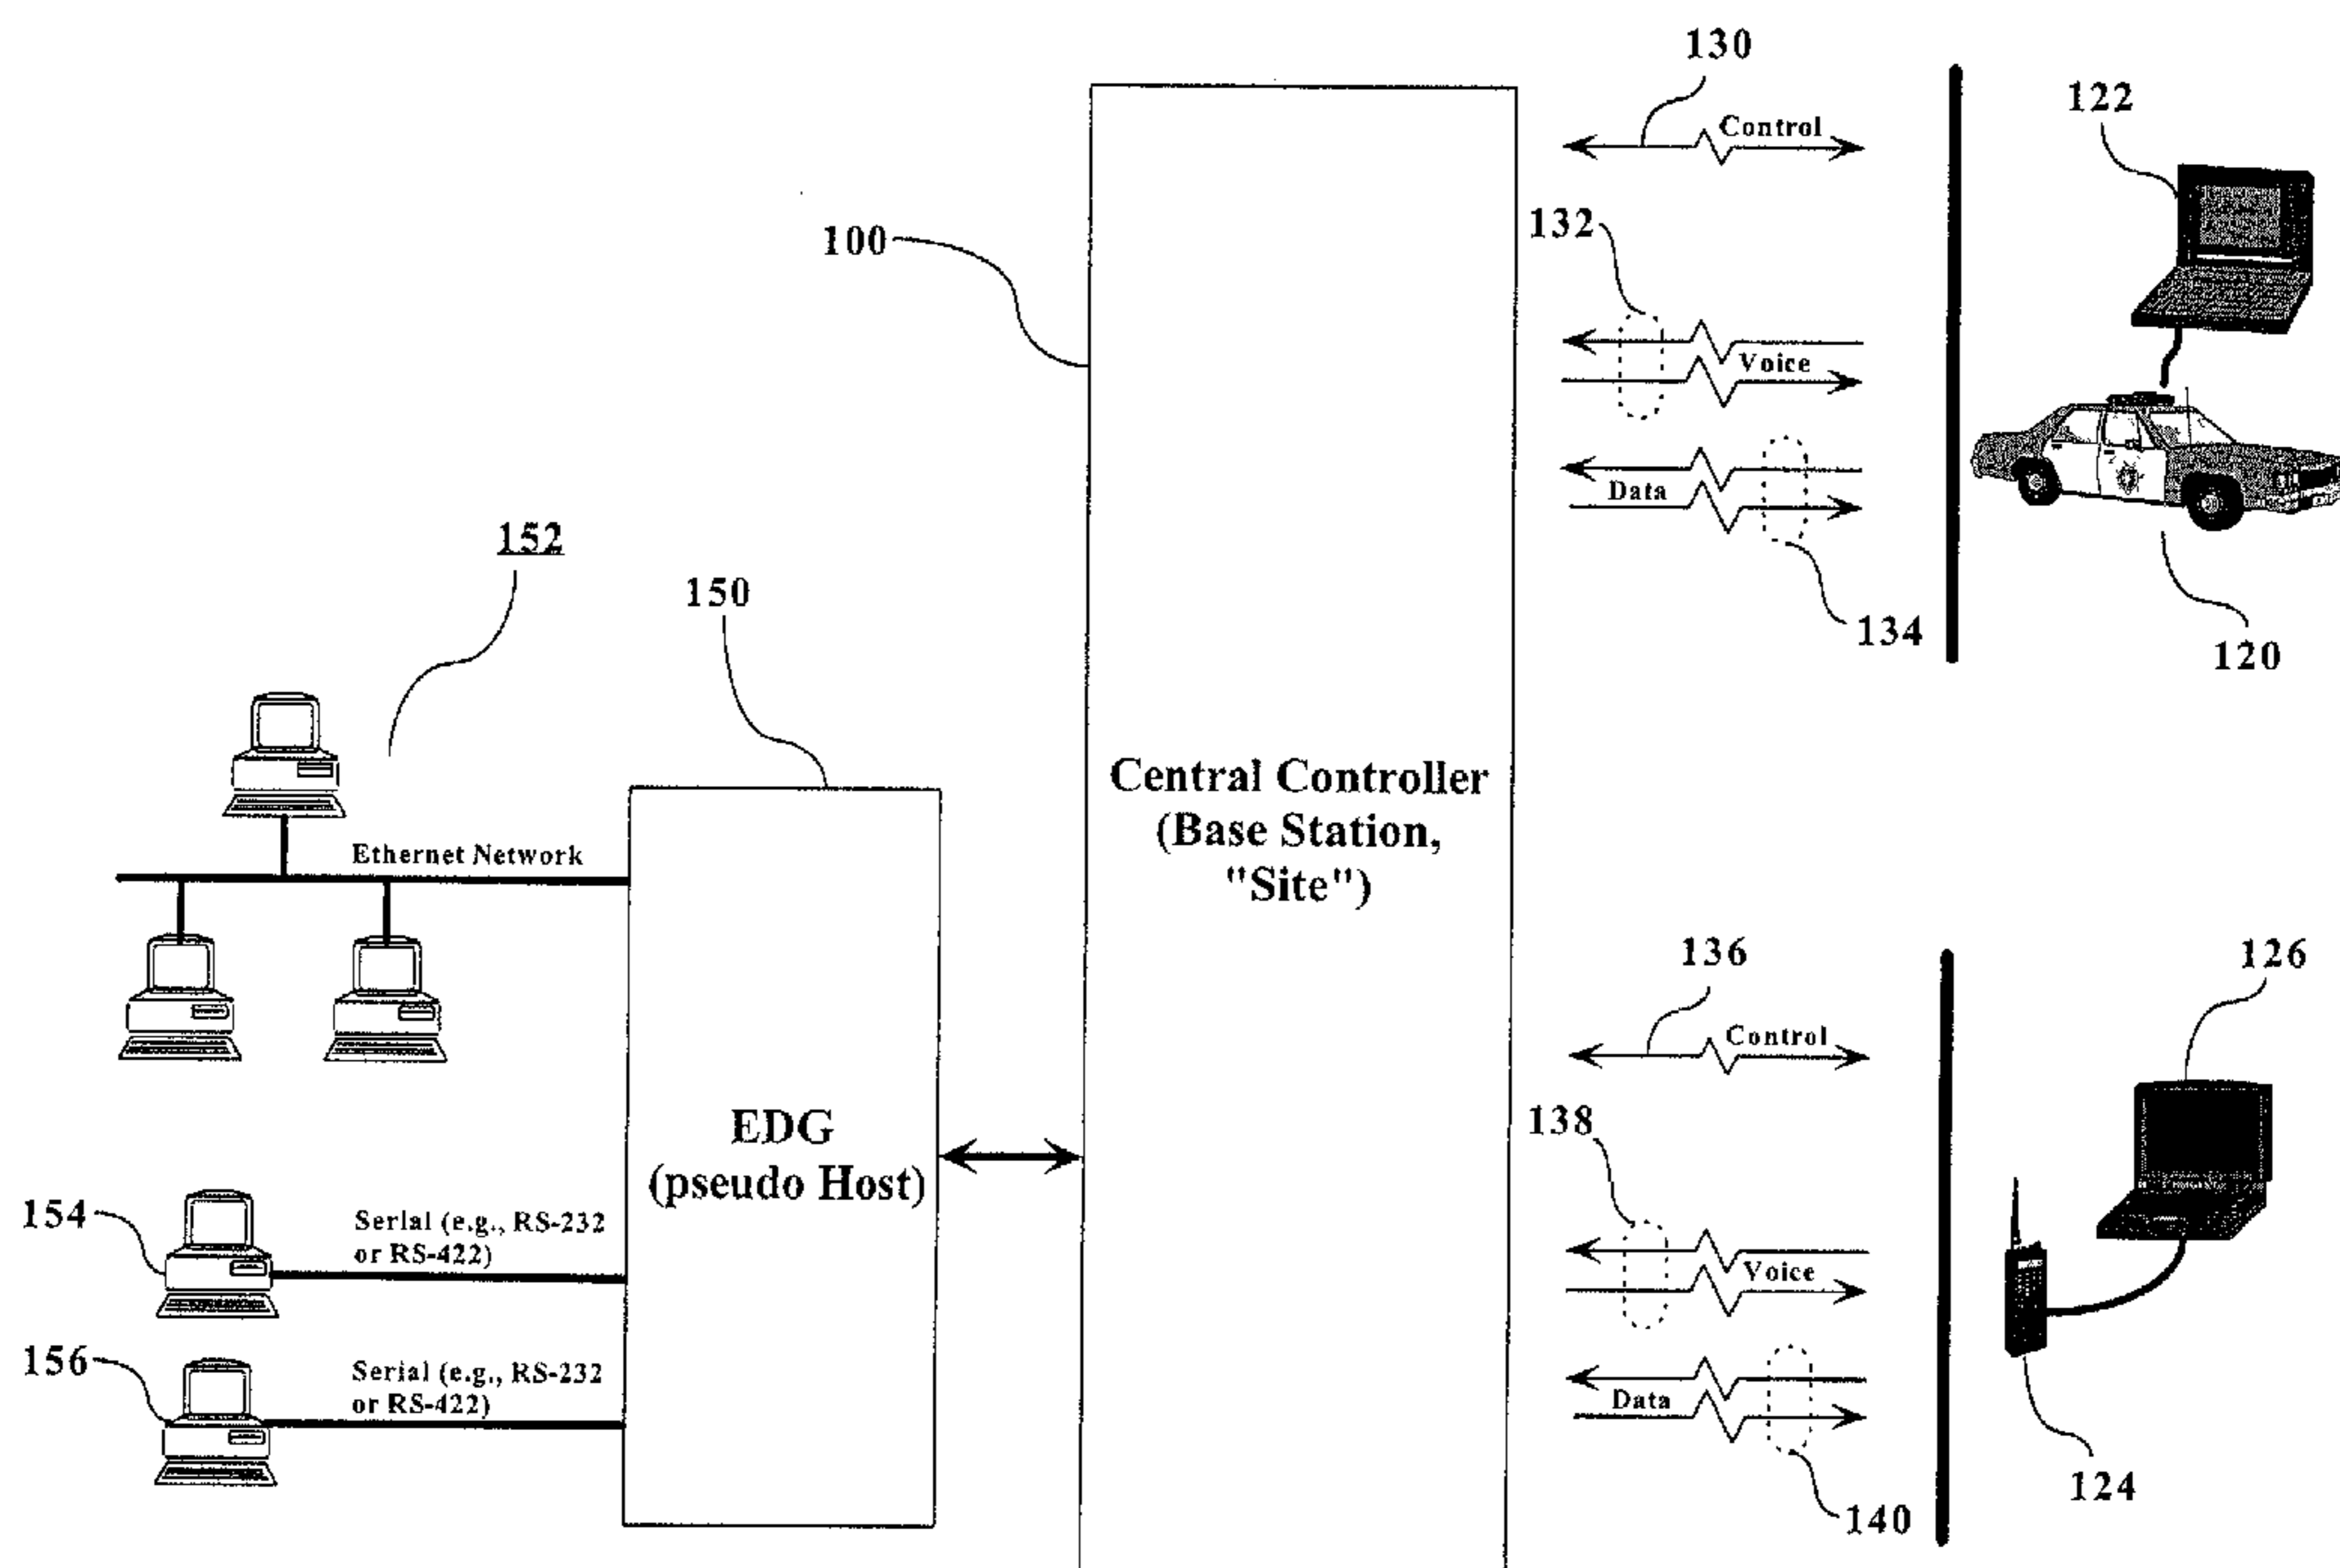 130
Control
122
132
100
Voice
Data
134
120
152
150
Ethernet Network
Central Controller
(Base Station,
"Site")
EDG
(pseudo Host)
154
Serial (e.g., RS-232
or RS-422)
156
Serial (e.g., RS-232
or RS-422)
136
Control
126
138
Voice
Data
140
124